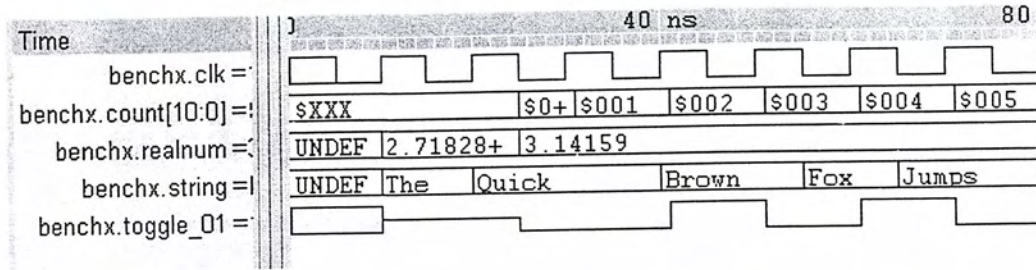 Time 40 ns 80
benchx.clk =
benchx.count[10:0] = $XXX $0+ $001 $002 $003 $004 $005
benchx.realnum = UNDEF 2.71828+ 3.14159
benchx.string = UNDEF The Quick Brown Fox Jumps
benchx.toggle_01 =